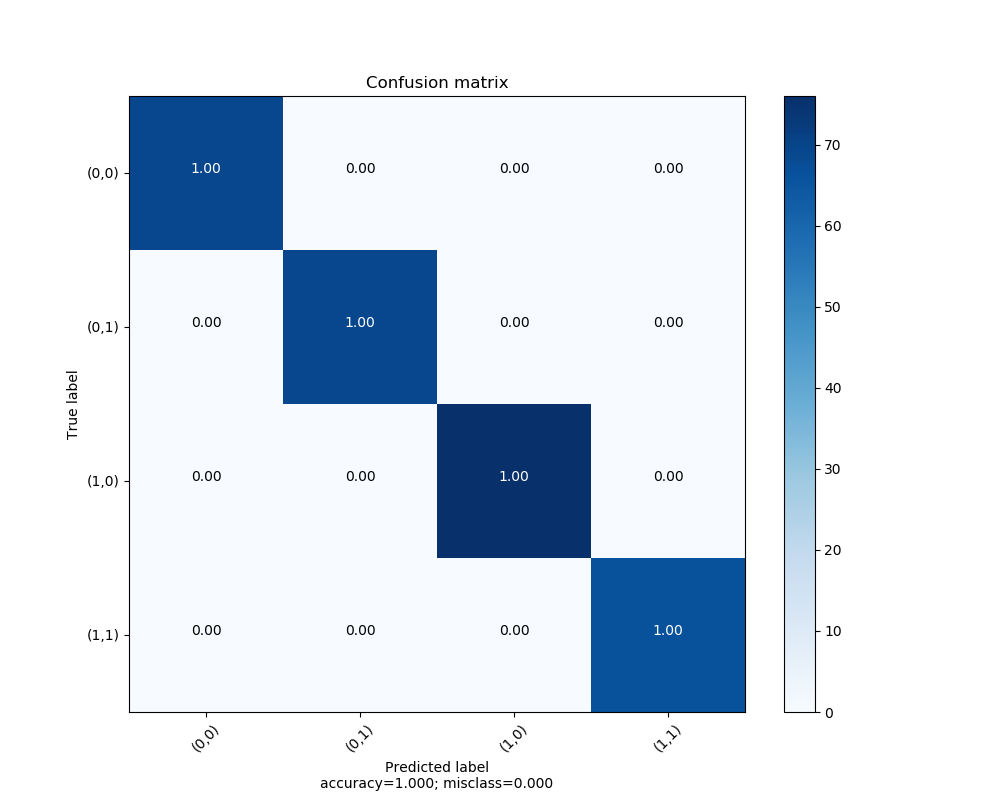 Confusion matrix
(0,0) 1.00 0.00 0.00 0.00
(0,1) 0.00 1.00 0.00 0.00
(1,0) 0.00 0.00 1.00 0.00
(1,1) 0.00 0.00 0.00 1.00
True label
(0,0) (0,1) (1,0) (1,1)
Predicted label
accuracy=1.000; misclass=0.000
70
60
50
40
30
20
10
0